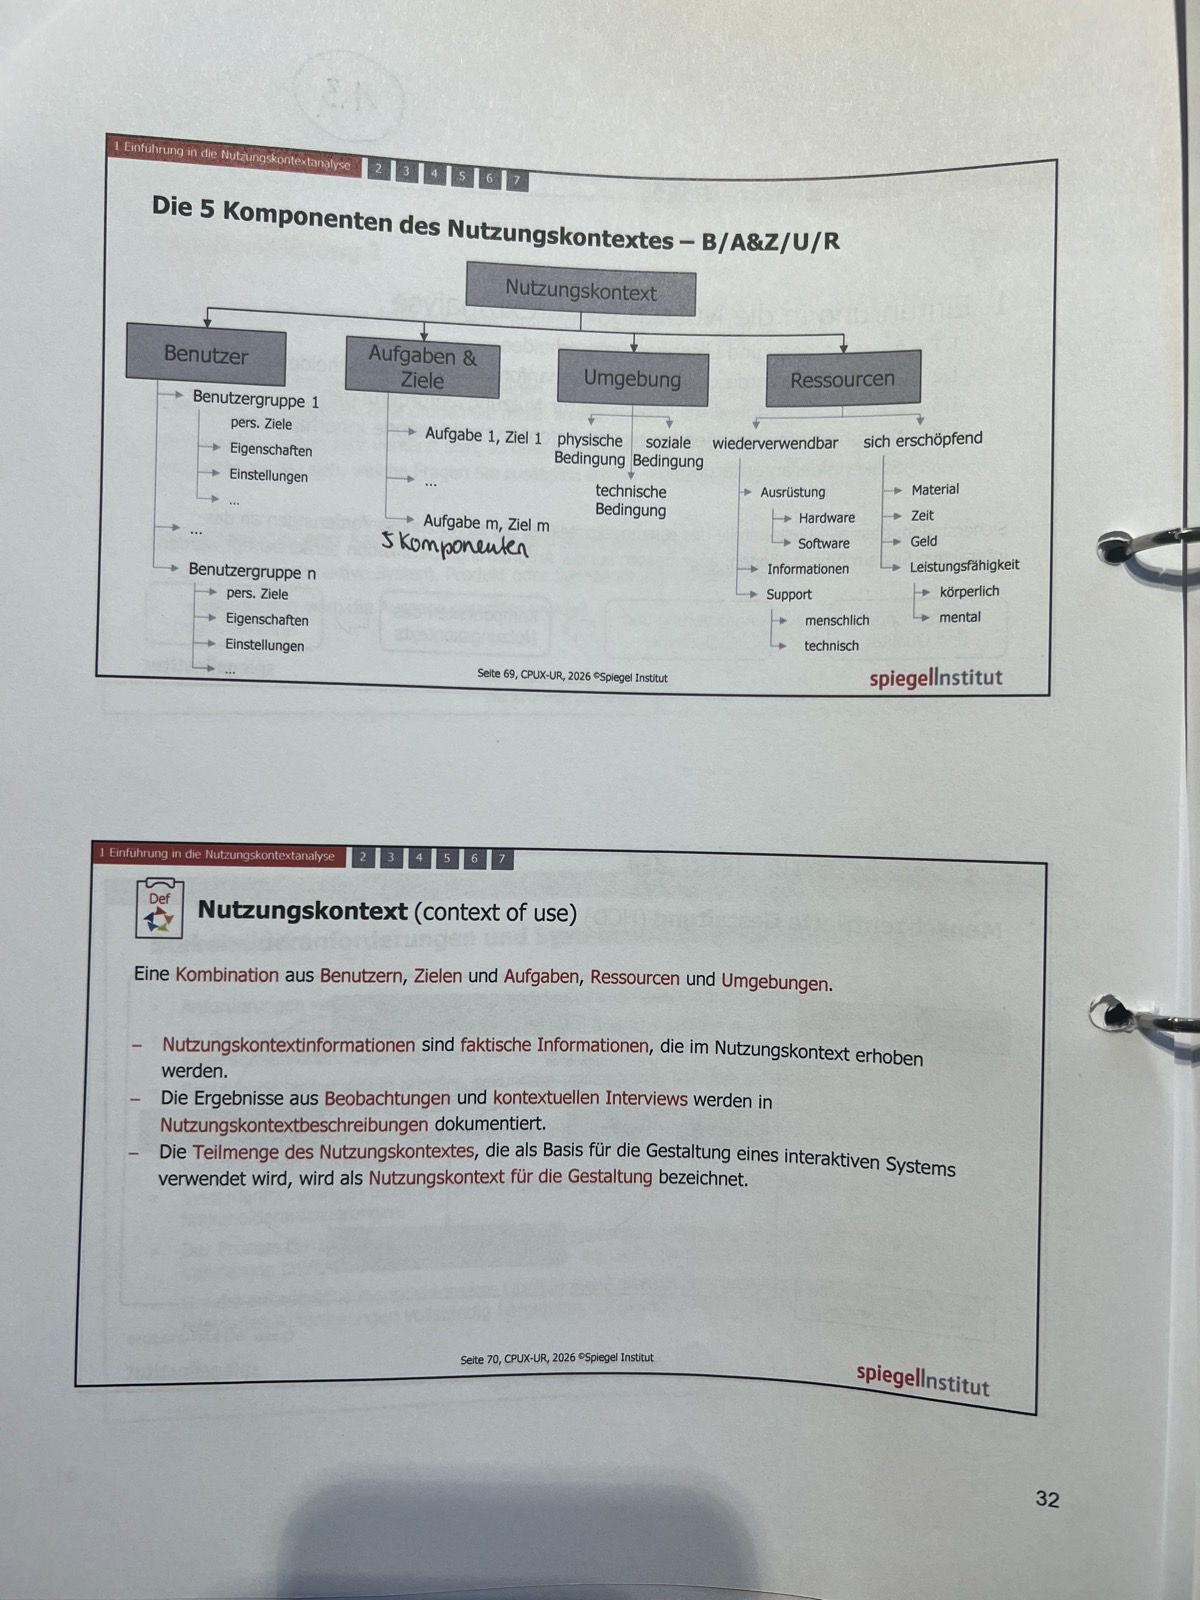 1 Einführung in die Nutzungskontextanalyse 2 3 4 5 6 7
Die 5 Komponenten des Nutzungskontextes – B/A&Z/U/R
Nutzungskontext
Benutzer
Benutzergruppe 1
pers. Ziele
Eigenschaften
Einstellungen
...
...
Benutzergruppe n
pers. Ziele
Eigenschaften
Einstellungen
...
Aufgaben &
Ziele
Aufgabe 1, Ziel 1
...
Aufgabe m, Ziel m
5 Komponenten
Umgebung
physische
Bedingung
soziale
Bedingung
technische
Bedingung
Ressourcen
wiederverwendbar
Ausrüstung
Hardware
Software
Informationen
Support
menschlich
technisch
sich erschöpfend
Material
Zeit
Geld
Leistungsfähigkeit
körperlich
mental
Seite 69, CPUX-UR, 2026 ©Spiegel Institut
spiegelInstitut
1 Einführung in die Nutzungskontextanalyse 2 3 4 5 6 7
Def
Nutzungskontext (context of use)
Eine Kombination aus Benutzern, Zielen und Aufgaben, Ressourcen und Umgebungen.
– Nutzungskontextinformationen sind faktische Informationen, die im Nutzungskontext erhoben
werden.
– Die Ergebnisse aus Beobachtungen und kontextuellen Interviews werden in
Nutzungskontextbeschreibungen dokumentiert.
– Die Teilmenge des Nutzungskontextes, die als Basis für die Gestaltung eines interaktiven Systems
verwendet wird, wird als Nutzungskontext für die Gestaltung bezeichnet.
Seite 70, CPUX-UR, 2026 ©Spiegel Institut
spiegelInstitut
32